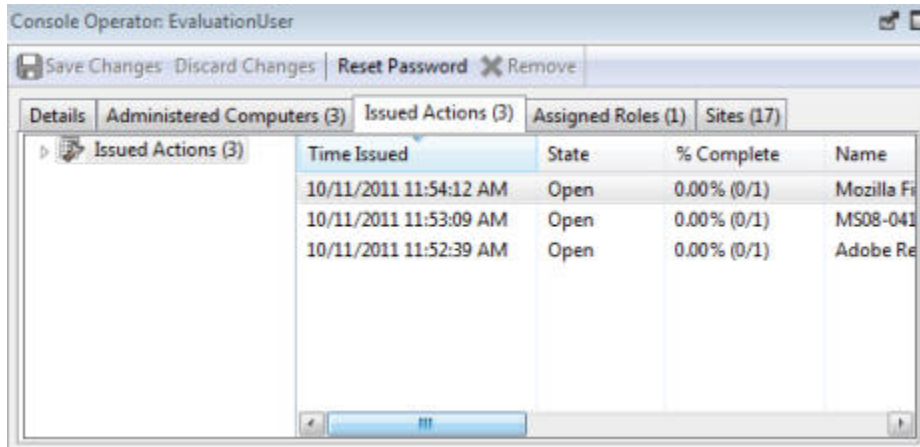 Console Operator: EvaluationUser
Save Changes Discard Changes Reset Password Remove
Details Administered Computers (3) Issued Actions (3) Assigned Roles (1) Sites (17)
Issued Actions (3) Time Issued State % Complete Name
10/11/2011 11:54:12 AM Open 0.00% (0/1) Mozilla Fi
10/11/2011 11:53:09 AM Open 0.00% (0/1) MS08-041
10/11/2011 11:52:39 AM Open 0.00% (0/1) Adobe Re